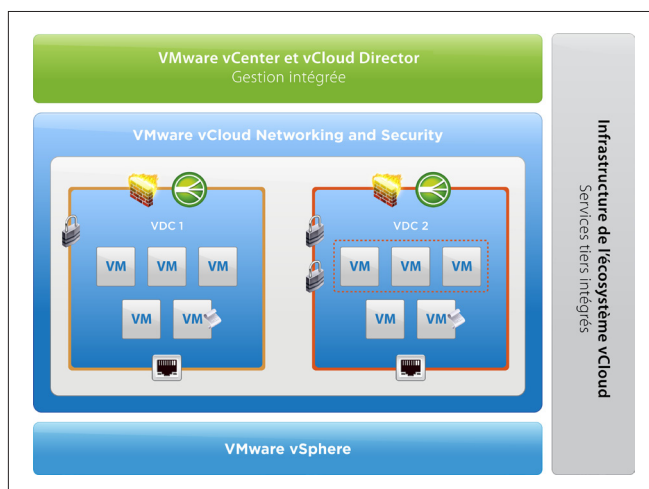 VMware vCenter et vCloud Director
Gestion intégrée
VMware vCloud Networking and Security
VDC 1
VM VM VM
VM VM
VDC 2
VM VM VM
VM VM
VMware vSphere
Infrastructure de l'écosystème vCloud
Services tiers intégrés